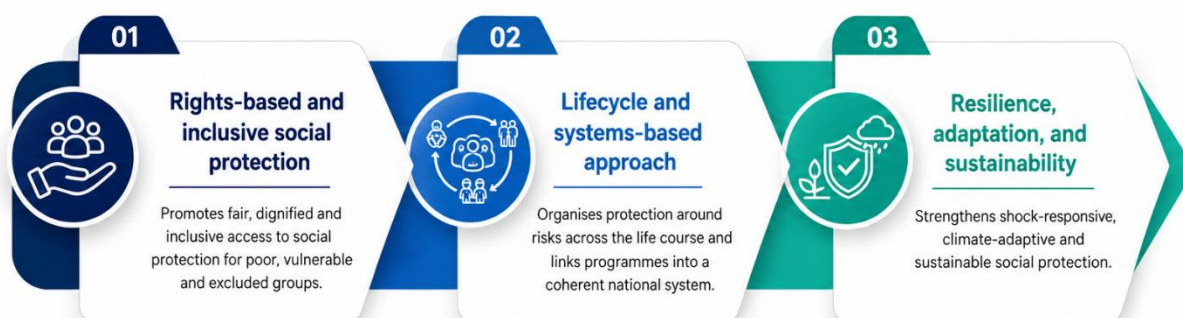 01
Rights-based and
inclusive social
protection
Promotes fair, dignified and
inclusive access to social
protection for poor, vulnerable
and excluded groups.
02
Lifecycle and
systems-based
approach
Organises protection around
risks across the life course and
links programmes into a
coherent national system.
03
Resilience,
adaptation, and
sustainability
Strengthens shock-responsive,
climate-adaptive and
sustainable social protection.